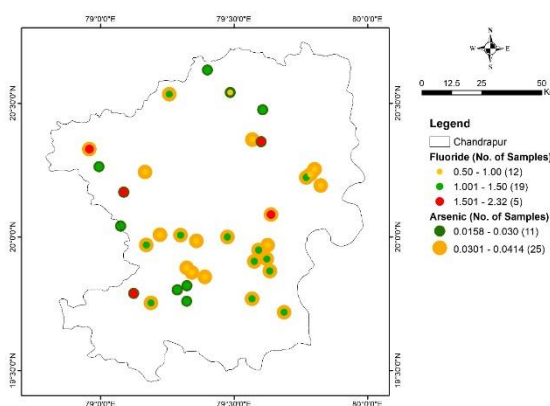 79°0'0"E 79°30'0"E 80°0'0"E
N
W E
S
20°30'0"N 20°30'0"N
0 12.5 25 50
Legend
Chandrapur
Fluoride (No. of Samples)
0.50 - 1.00 (12)
1.001 - 1.50 (19)
1.501 - 2.32 (5)
Arsenic (No. of Samples)
0.0158 - 0.030 (11)
0.0301 - 0.0414 (25)
20°0'0"N 20°0'0"N
19°30'0"N 19°30'0"N
79°0'0"E 79°30'0"E 80°0'0"E